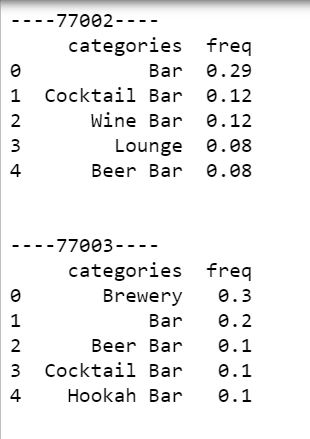 ----77002----
categories freq
0 Bar 0.29
1 Cocktail Bar 0.12
2 Wine Bar 0.12
3 Lounge 0.08
4 Beer Bar 0.08
----77003----
categories freq
0 Brewery 0.3
1 Bar 0.2
2 Beer Bar 0.1
3 Cocktail Bar 0.1
4 Hookah Bar 0.1